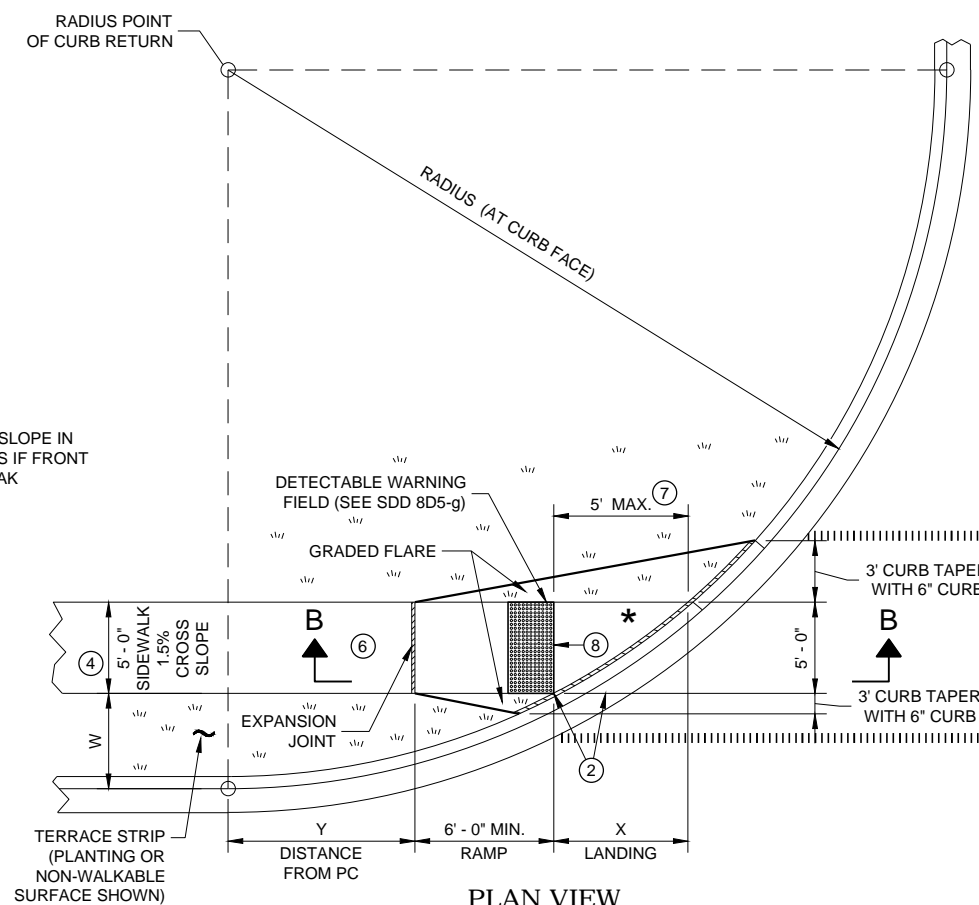 RADIUS POINT
OF CURB RETURN
RADIUS (AT CURB FACE)
SLOPE IN
S IF FRONT
AK
DETECTABLE WARNING
FIELD (SEE SDD 8D5-g)
5' MAX.
7
GRADED FLARE
3' CURB TAPER
WITH 6" CURB
B
4
5' - 0"
SIDEWALK
1.5%
CROSS
SLOPE
6
*
8
5' - 0"
B
W
EXPANSION
JOINT
3' CURB TAPER
WITH 6" CURB
2
TERRACE STRIP
(PLANTING OR
NON-WALKABLE
SURFACE SHOWN)
Y
DISTANCE
FROM PC
6' - 0" MIN.
RAMP
X
LANDING
PLAN VIEW